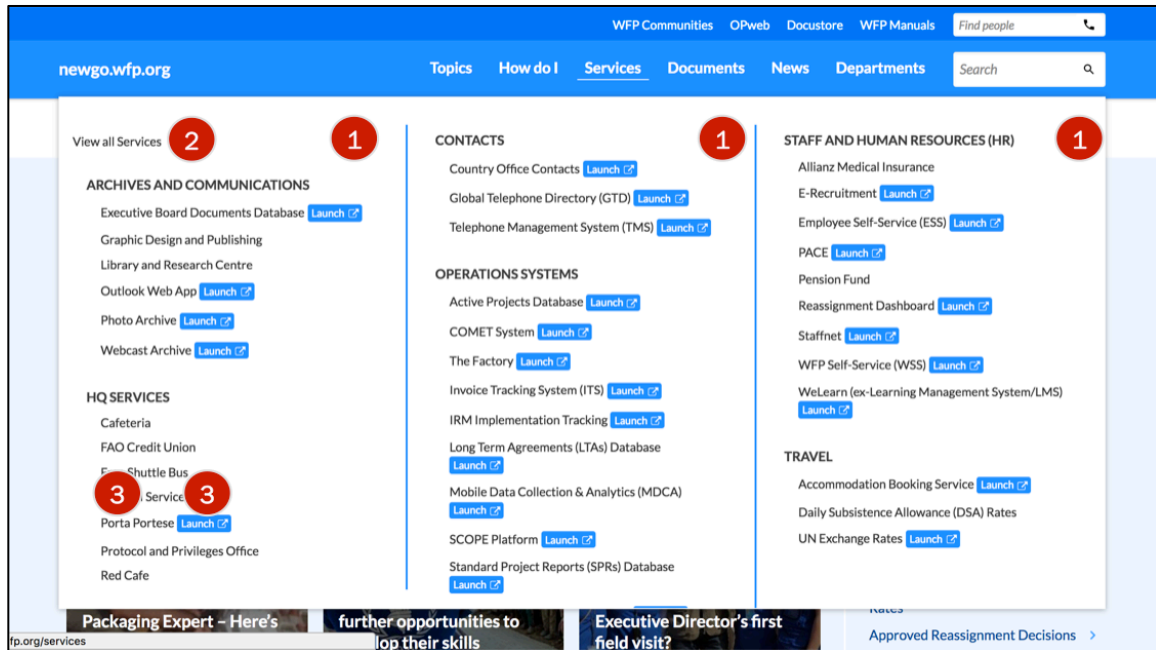 WFP Communities OPweb Docustore WFP Manuals Find people
newgo.wfp.org Topics How do I Services Documents News Departments Search
View all Services 2 1
ARCHIVES AND COMMUNICATIONS
Executive Board Documents Database Launch
Graphic Design and Publishing
Library and Research Centre
Outlook Web App Launch
Photo Archive Launch
Webcast Archive Launch
HQ SERVICES
Cafeteria
FAO Credit Union
Shuttle Bus
3 Service 3
Porta Portese Launch
Protocol and Privileges Office
Red Cafe
CONTACTS 1
Country Office Contacts Launch
Global Telephone Directory (GTD) Launch
Telephone Management System (TMS) Launch
OPERATIONS SYSTEMS
Active Projects Database Launch
COMET System Launch
The Factory Launch
Invoice Tracking System (ITS) Launch
IRM Implementation Tracking Launch
Long Term Agreements (LTAs) Database
Launch
Mobile Data Collection & Analytics (MDCA)
Launch
SCOPE Platform Launch
Standard Project Reports (SPRs) Database
Launch
STAFF AND HUMAN RESOURCES (HR) 1
Allianz Medical Insurance
E-Recruitment Launch
Employee Self-Service (ESS) Launch
PACE Launch
Pension Fund
Reassignment Dashboard Launch
Staffnet Launch
WFP Self-Service (WSS) Launch
WeLearn (ex-Learning Management System/LMS)
Launch
TRAVEL
Accommodation Booking Service Launch
Daily Subsistence Allowance (DSA) Rates
UN Exchange Rates Launch
Packaging Expert – Here's
fp.org/services
further opportunities to
lop their skills
Executive Director's first
field visit?
Rates
Approved Reassignment Decisions